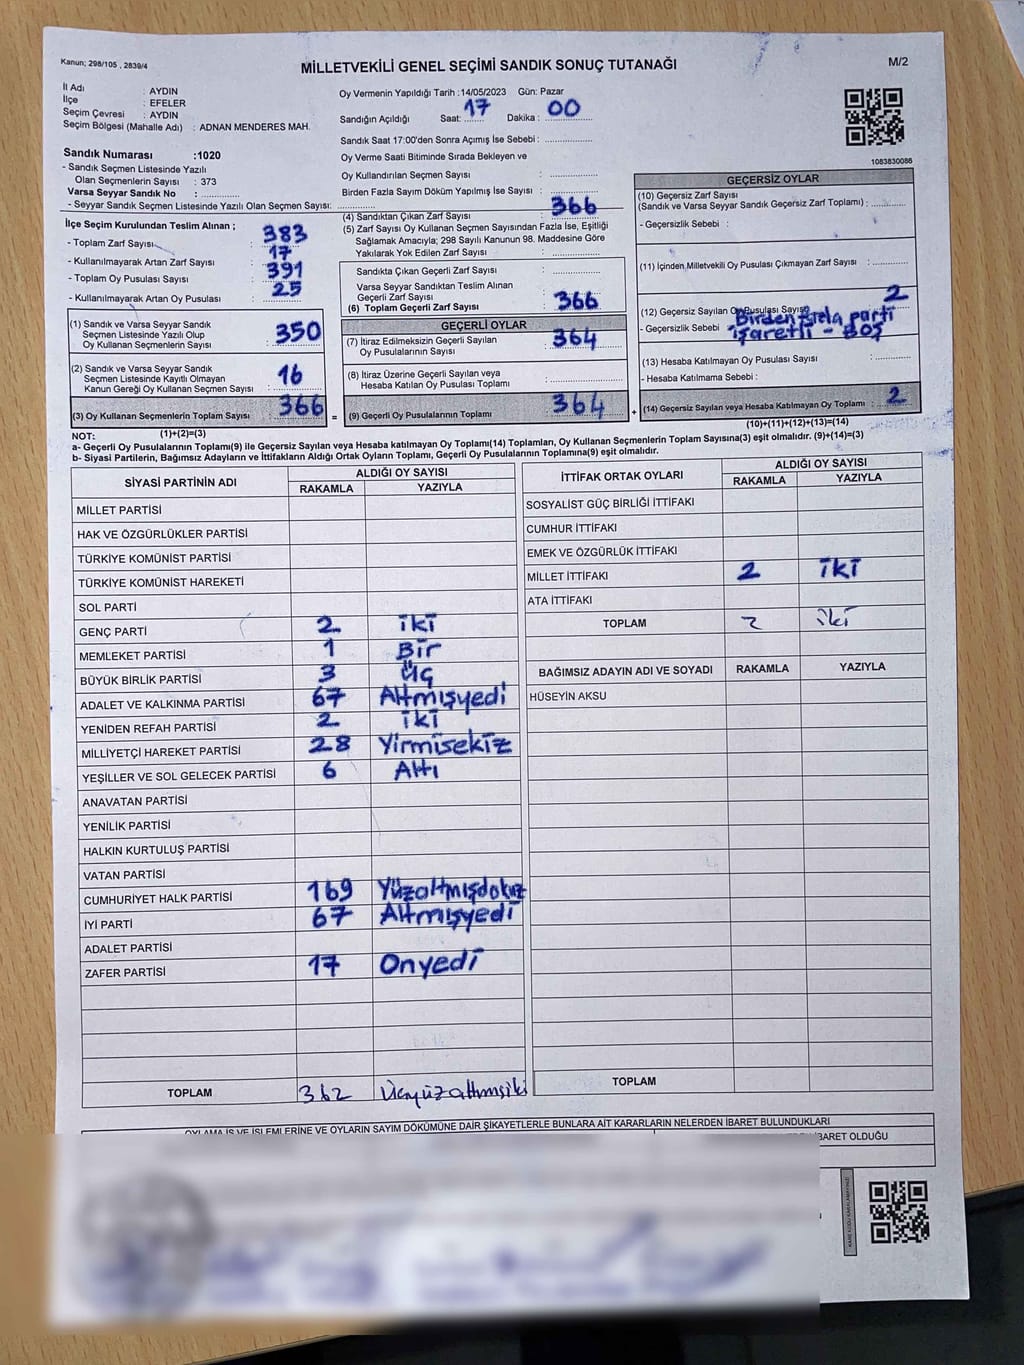 Kanun; 298/105 , 2839/4
MİLLETVEKİLİ GENEL SEÇİMİ SANDIK SONUÇ TUTANAĞI
M/2
İl Adı : AYDIN
İlçe : EFELER
Seçim Çevresi : AYDIN
Seçim Bölgesi (Mahalle Adı) : ADNAN MENDERES MAH.
Sandık Numarası :1020
- Sandık Seçmen Listesinde Yazılı
Olan Seçmenlerin Sayısı : 373
Varsa Seyyar Sandık No : ..............
- Seyyar Sandık Seçmen Listesinde Yazılı Olan Seçmen Sayısı: ..............
Oy Vermenin Yapıldığı Tarih :14/05/2023 Gün: Pazar
Sandığın Açıldığı Saat: 17 Dakika : 00
Sandık Saat 17:00'den Sonra Açımış İse Sebebi : ..............
Oy Verme Saati Bitiminde Sırada Bekleyen ve
Oy Kullandırılan Seçmen Sayısı : ..............
Birden Fazla Sayım Döküm Yapılmış İse Sayısı : ..............
1083830086
İlçe Seçim Kurulundan Teslim Alınan ;
- Toplam Zarf Sayısı : 383
- Kullanılmayarak Artan Zarf Sayısı : 17
- Toplam Oy Pusulası Sayısı : 391
- Kullanılmayarak Artan Oy Pusulası : 25
(1) Sandık ve Varsa Seyyar Sandık
Seçmen Listesinde Yazılı Olup
Oy Kullanan Seçmenlerin Sayısı : 350
(2) Sandık ve Varsa Seyyar Sandık
Seçmen Listesinde Kayıtlı Olmayan
Kanun Gereği Oy Kullanan Seçmen Sayısı : 16
(3) Oy Kullanan Seçmenlerin Toplam Sayısı : 366
(1)+(2)=(3)
(4) Sandıktan Çıkan Zarf Sayısı : 366
(5) Zarf Sayısı Oy Kullanan Seçmen Sayısından Fazla İse, Eşitliği
Sağlamak Amacıyla; 298 Sayılı Kanunun 98. Maddesine Göre
Yakılarak Yok Edilen Zarf Sayısı : ..............
Sandıkta Çıkan Geçerli Zarf Sayısı : ..............
Varsa Seyyar Sandıktan Teslim Alınan
Geçerli Zarf Sayısı : ..............
(6) Toplam Geçerli Zarf Sayısı : 366
GEÇERLİ OYLAR
(7) İtiraz Edilmeksizin Geçerli Sayılan
Oy Pusulalarının Sayısı : 364
(8) İtiraz Üzerine Geçerli Sayılan veya
Hesaba Katılan Oy Pusulası Toplamı : ..............
= (9) Geçerli Oy Pusulalarının Toplamı : 364
GEÇERSİZ OYLAR
(10) Geçersiz Zarf Sayısı
(Sandık ve Varsa Seyyar Sandık Geçersiz Zarf Toplamı) : ..........
- Geçersizlik Sebebi :
(11) İçinden Milletvekili Oy Pusulası Çıkmayan Zarf Sayısı : ..........
(12) Geçersiz Sayılan Oy Pusulası Sayısı : 2
- Geçersizlik Sebebi Birden fazla parti
işaretli - BOŞ
(13) Hesaba Katılmayan Oy Pusulası Sayısı : ..........
- Hesaba Katılmama Sebebi :
+ (14) Geçersiz Sayılan veya Hesaba Katılmayan Oy Toplamı : 2
(10)+(11)+(12)+(13)=(14)
NOT:
a- Geçerli Oy Pusulalarının Toplamı(9) ile Geçersiz Sayılan veya Hesaba katılmayan Oy Toplamı(14) Toplamları, Oy Kullanan Seçmenlerin Toplam Sayısına(3) eşit olmalıdır. (9)+(14)=(3)
b- Siyasi Partilerin, Bağımsız Adayların ve İttifakların Aldığı Ortak Oyların Toplamı, Geçerli Oy Pusulalarının Toplamına(9) eşit olmalıdır.
SİYASİ PARTİNİN ADI ALDIĞI OY SAYISI
RAKAMLA YAZIYLA
MİLLET PARTİSİ
HAK VE ÖZGÜRLÜKLER PARTİSİ
TÜRKİYE KOMÜNİST PARTİSİ
TÜRKİYE KOMÜNİST HAREKETİ
SOL PARTİ
GENÇ PARTİ 2 iki
MEMLEKET PARTİSİ 1 Bir
BÜYÜK BİRLİK PARTİSİ 3 Üç
ADALET VE KALKINMA PARTİSİ 67 Altmışyedi
YENİDEN REFAH PARTİSİ 2 iki
MİLLİYETÇİ HAREKET PARTİSİ 28 Yirmisekiz
YEŞİLLER VE SOL GELECEK PARTİSİ 6 Altı
ANAVATAN PARTİSİ
YENİLİK PARTİSİ
HALKIN KURTULUŞ PARTİSİ
VATAN PARTİSİ
CUMHURİYET HALK PARTİSİ 169 Yüzaltmışdokuz
İYİ PARTİ 67 Altmışyedi
ADALET PARTİSİ
ZAFER PARTİSİ 17 Onyedi
TOPLAM 362 Üçyüzaltmışiki
İTTİFAK ORTAK OYLARI ALDIĞI OY SAYISI
RAKAMLA YAZIYLA
SOSYALİST GÜÇ BİRLİĞİ İTTİFAKI
CUMHUR İTTİFAKI
EMEK VE ÖZGÜRLÜK İTTİFAKI
MİLLET İTTİFAKI 2 iki
ATA İTTİFAKI
TOPLAM 2 iki
BAĞIMSIZ ADAYIN ADI VE SOYADI RAKAMLA YAZIYLA
HÜSEYİN AKSU
TOPLAM
OYLAMA İŞ VE İŞLEMLERİNE VE OYLARIN SAYIM DÖKÜMÜNE DAİR ŞİKAYETLERLE BUNLARA AİT KARARLARIN NELERDEN İBARET BULUNDUKLARI
İBARET OLDUĞU